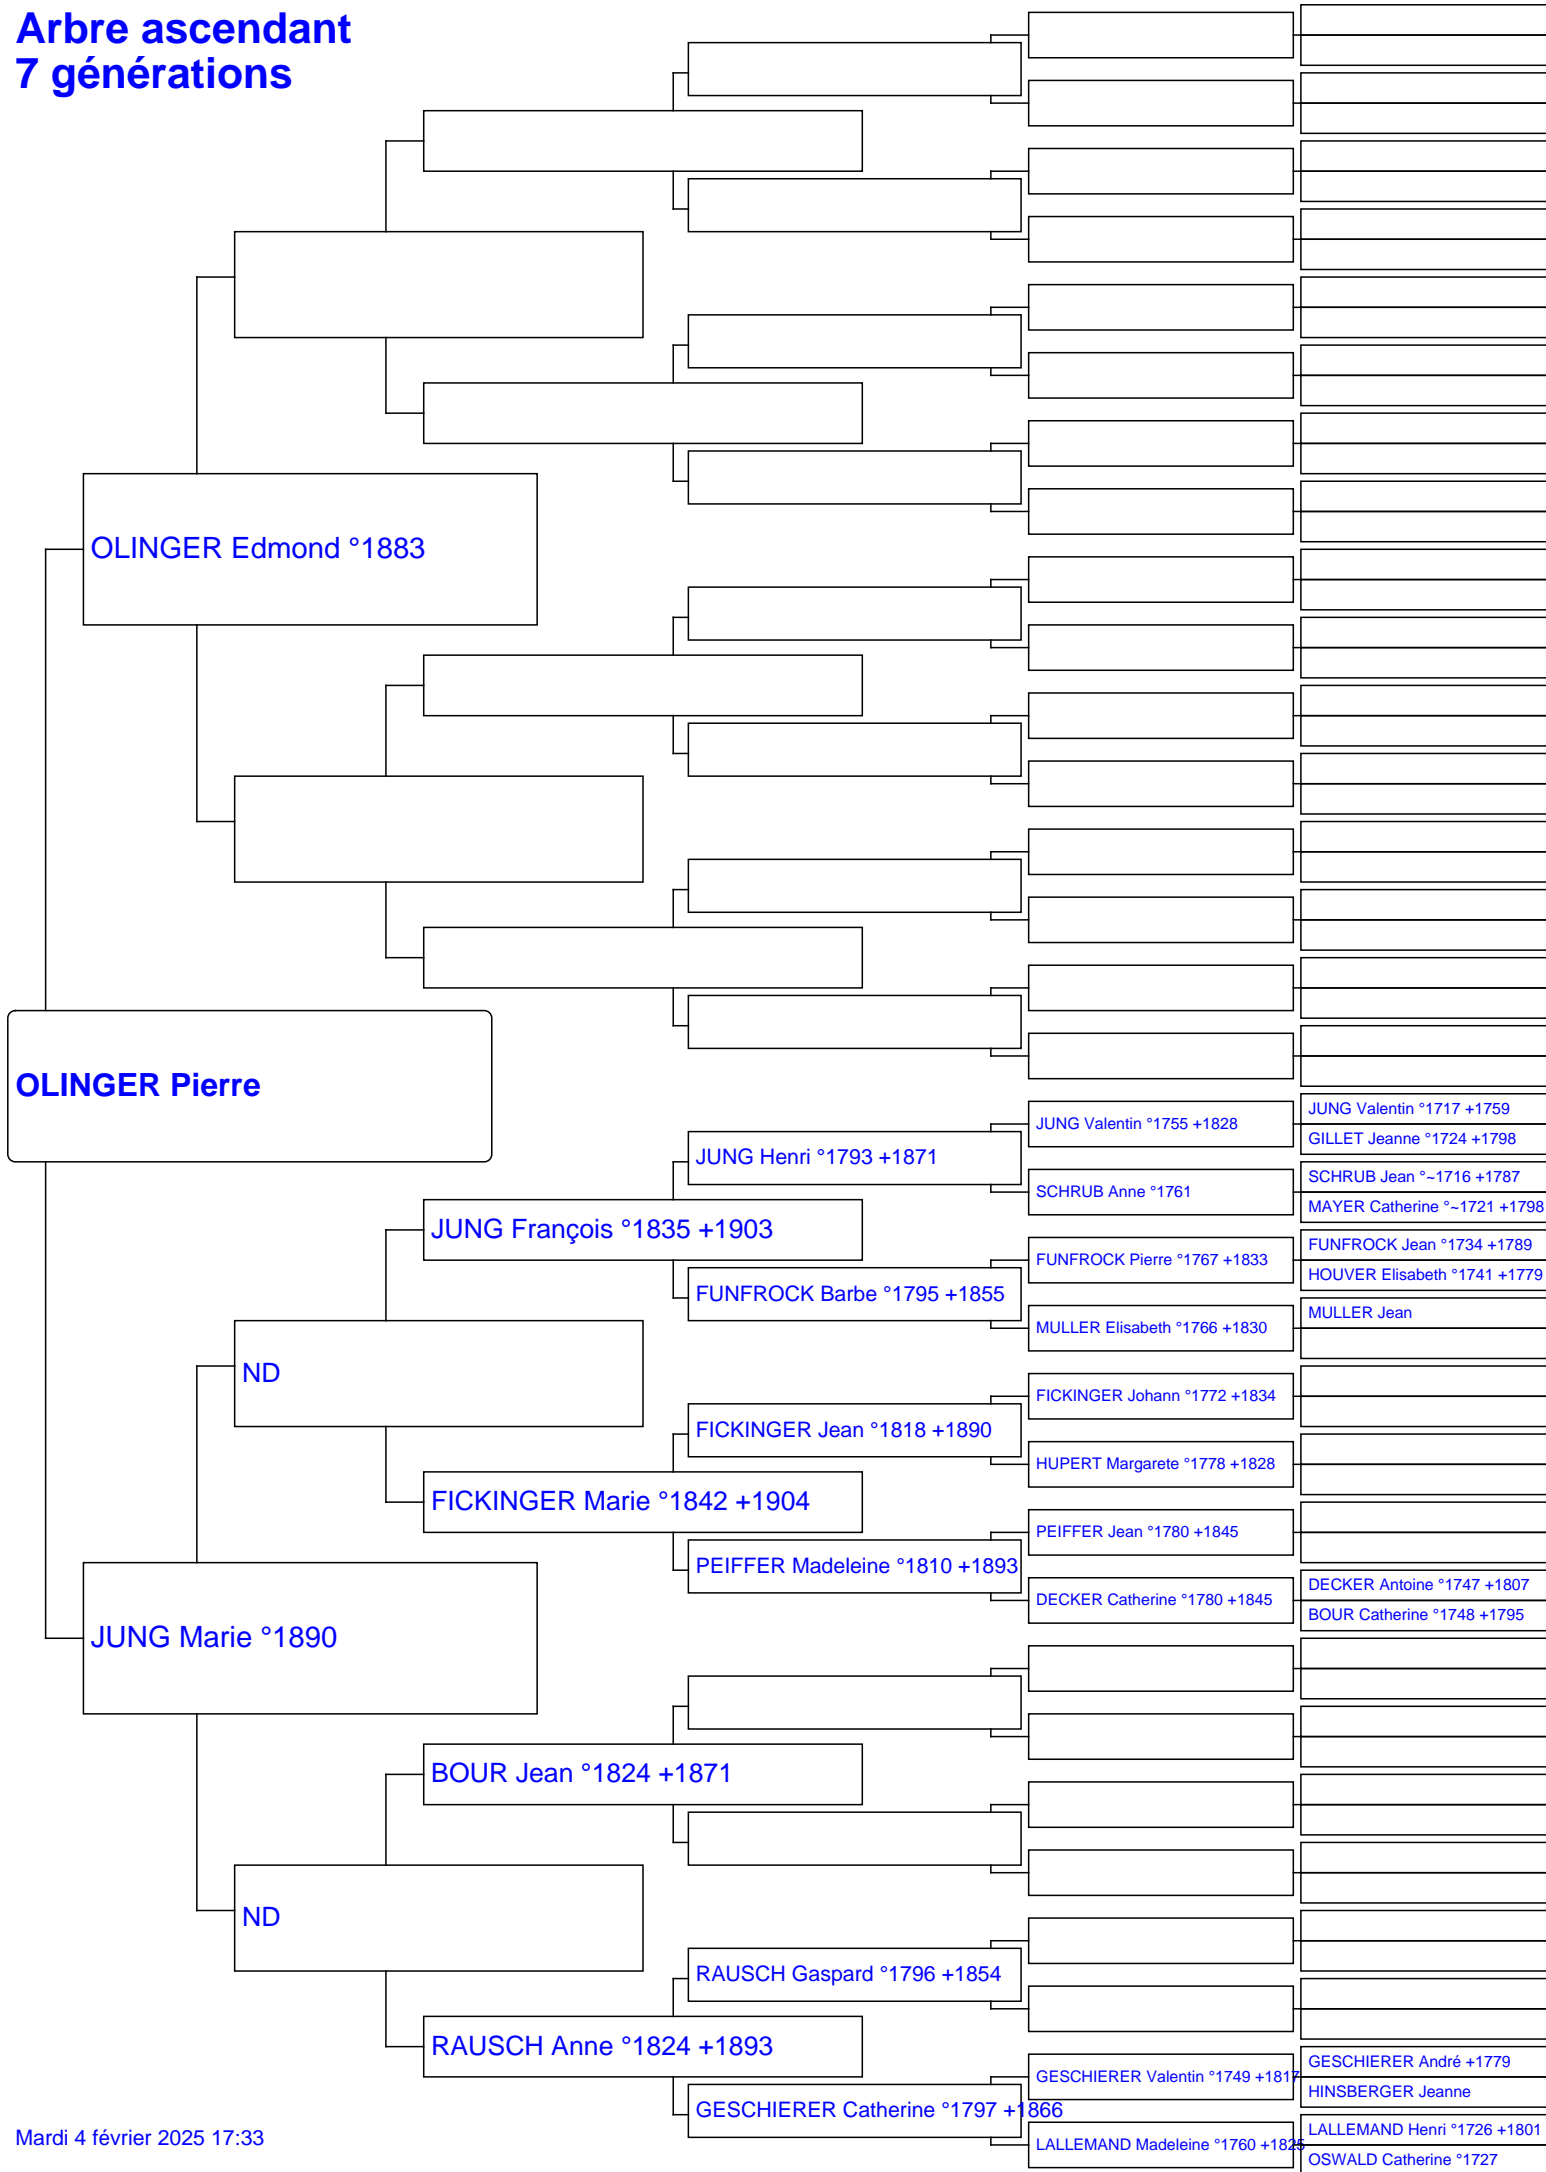 Arbre ascendant
7 générations
OLINGER Edmond °1883
OLINGER Pierre
JUNG Valentin °1717 +1759
JUNG Valentin °1755 +1828
GILLET Jeanne °1724 +1798
JUNG Henri °1793 +1871
SCHRUB Jean °~1716 +1787
SCHRUB Anne °1761
MAYER Catherine °~1721 +1798
JUNG François °1835 +1903
FUNFROCK Jean °1734 +1789
FUNFROCK Pierre °1767 +1833
HOUVER Elisabeth °1741 +1779
FUNFROCK Barbe °1795 +1855
MULLER Jean
MULLER Elisabeth °1766 +1830
ND
FICKINGER Johann °1772 +1834
FICKINGER Jean °1818 +1890
HUPERT Margarete °1778 +1828
FICKINGER Marie °1842 +1904
PEIFFER Jean °1780 +1845
PEIFFER Madeleine °1810 +1893
DECKER Antoine °1747 +1807
DECKER Catherine °1780 +1845
BOUR Catherine °1748 +1795
JUNG Marie °1890
BOUR Jean °1824 +1871
ND
RAUSCH Gaspard °1796 +1854
RAUSCH Anne °1824 +1893
GESCHIERER André +1779
GESCHIERER Valentin °1749 +1817
HINSBERGER Jeanne
GESCHIERER Catherine °1797 +1866
LALLEMAND Henri °1726 +1801
LALLEMAND Madeleine °1760 +1825
OSWALD Catherine °1727
Mardi 4 février 2025 17:33